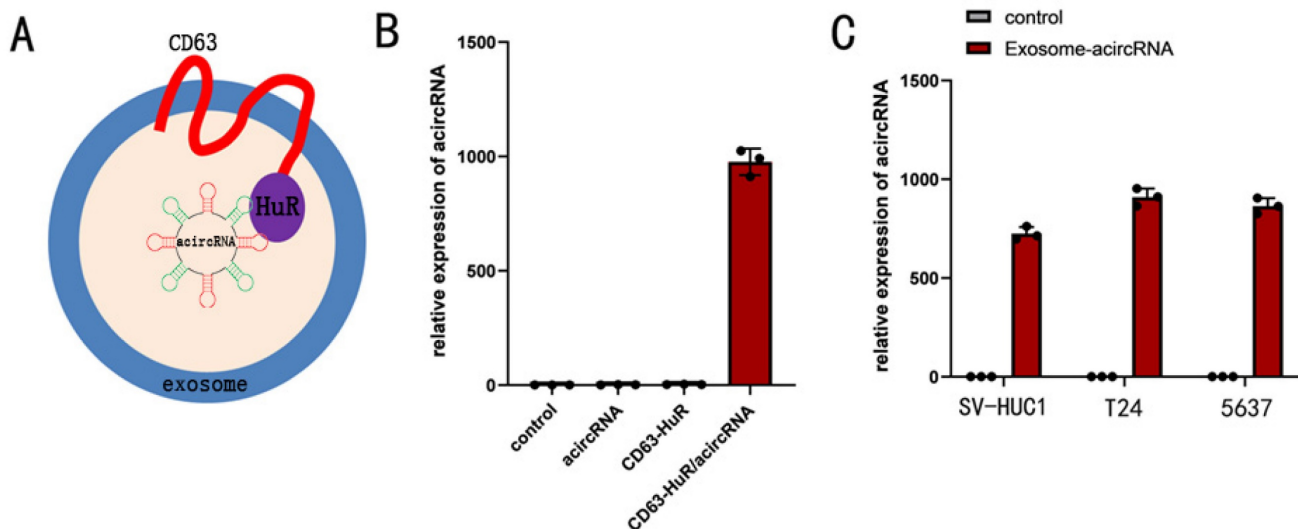 A
CD63
HuR
acircRNA
exosome
B
relative expression of acircRNA
1500
1000
500
0
control
acircRNA
CD63-HuR
CD63-HuR/acircRNA
C
control
Exosome-acircRNA
relative expression of acircRNA
1500
1000
500
0
SV-HUC1
T24
5637